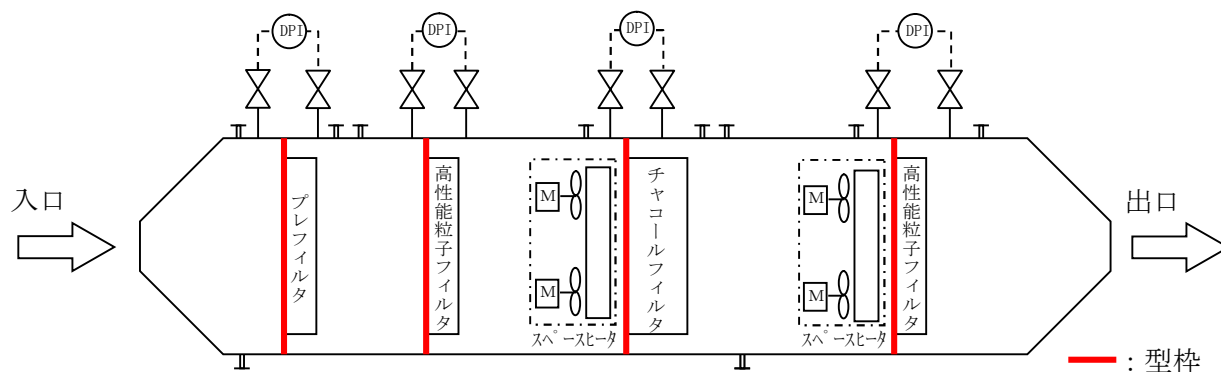 DPI
DPI
DPI
DPI
入口
プレフィルタ
高性能粒子フィルタ
M
M
スペースヒータ
チャコールフィルタ
M
M
スペースヒータ
高性能粒子フィルタ
出口
：型枠